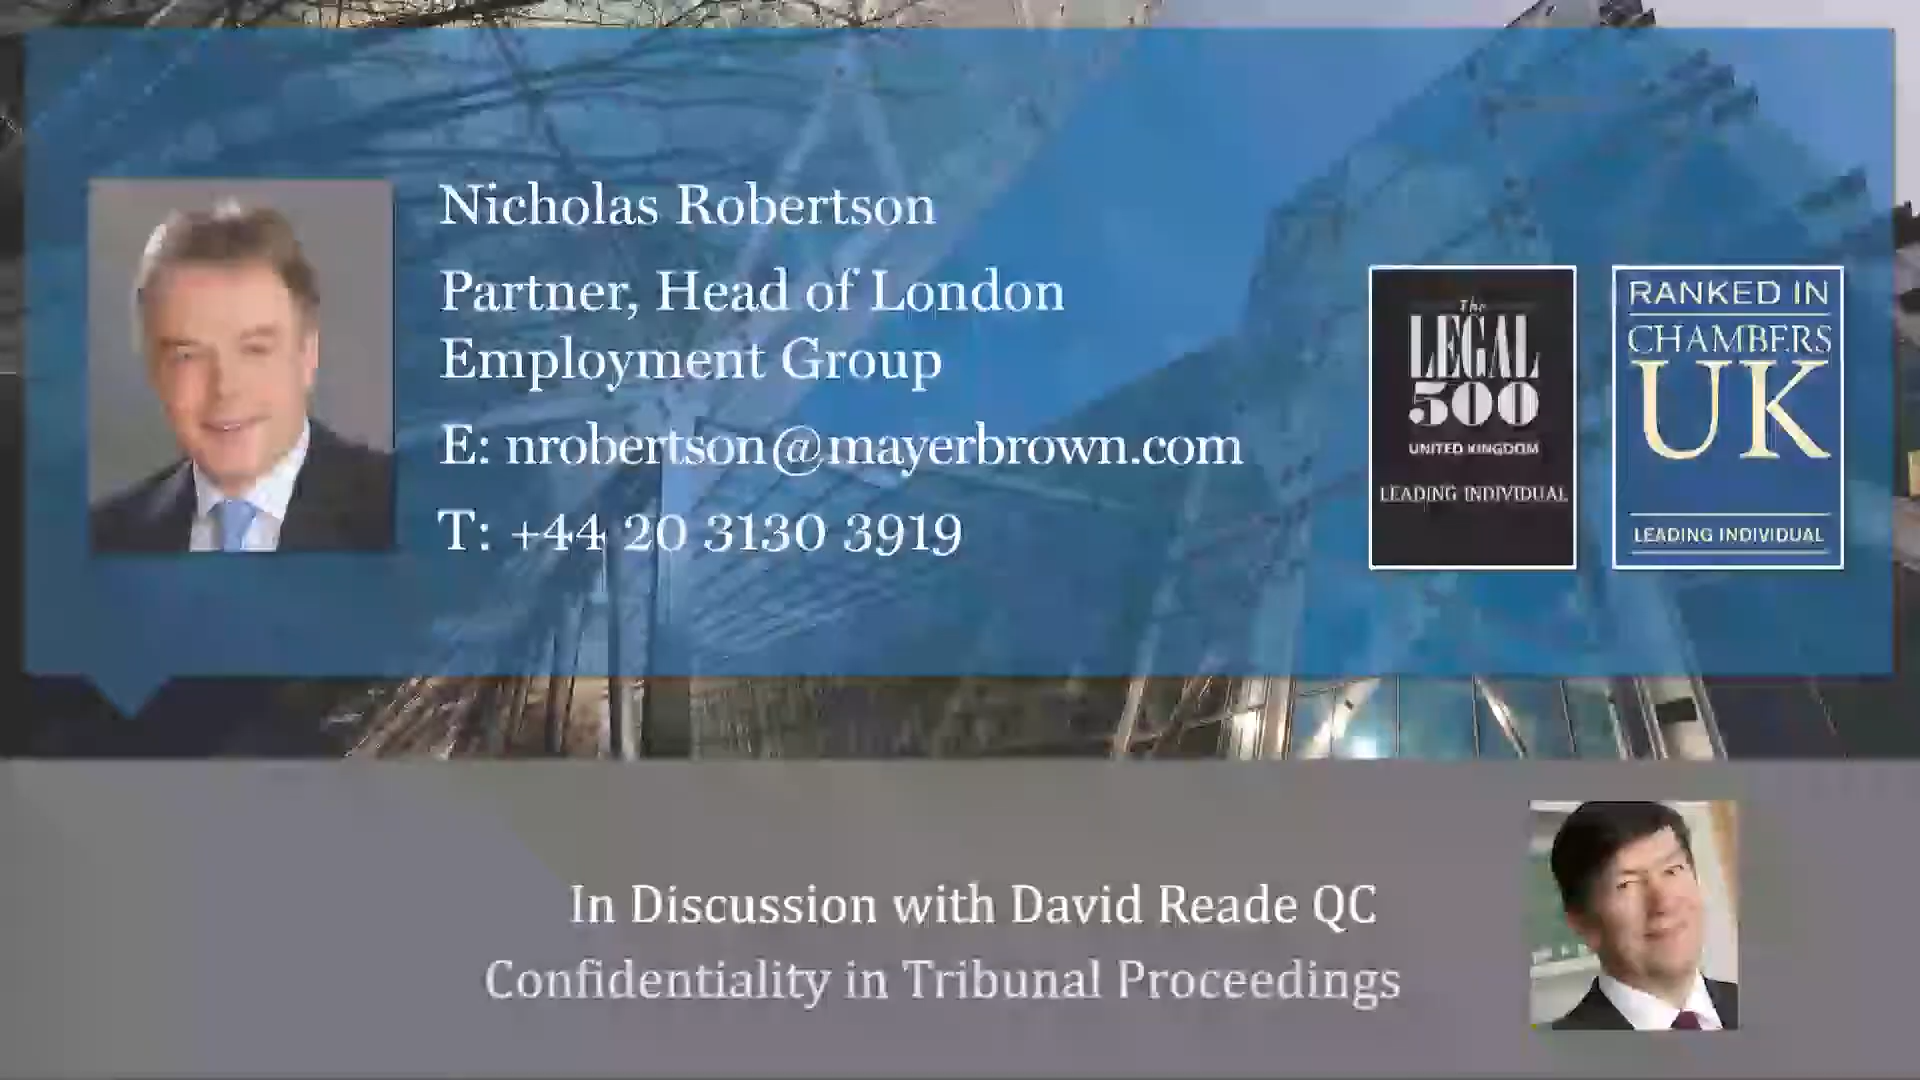 Nicholas Robertson
Partner, Head of London
Employment Group
E: nrobertson@mayerbrown.com
T: +44 20 3130 3919
The
LEGAL
500
UNITED KINGDOM
LEADING INDIVIDUAL
RANKED IN
CHAMBERS
UK
LEADING INDIVIDUAL
In Discussion with David Reade QC
Confidentiality in Tribunal Proceedings